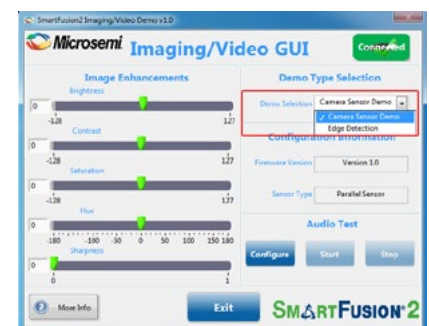 SmartFusion2 Imaging/Video Demo v1.0
Microsemi
Imaging/Video GUI
Connected
Image Enhancements
Brightness
0
-128 127
Contrast
0
-128 127
Saturation
0
-128 127
Hue
0
-180 -100 -50 0 50 100 150 180
Sharpness
0
0 1
More Info
Exit
Demo Type Selection
Demo Selection Camera Sensor Demo
Camera Sensor Demo
Edge Detection
Configuration Information
Firmware Version Version 1.0
Sensor Type Parallel Sensor
Audio Test
Configure Start Stop
SMARTFUSION®2